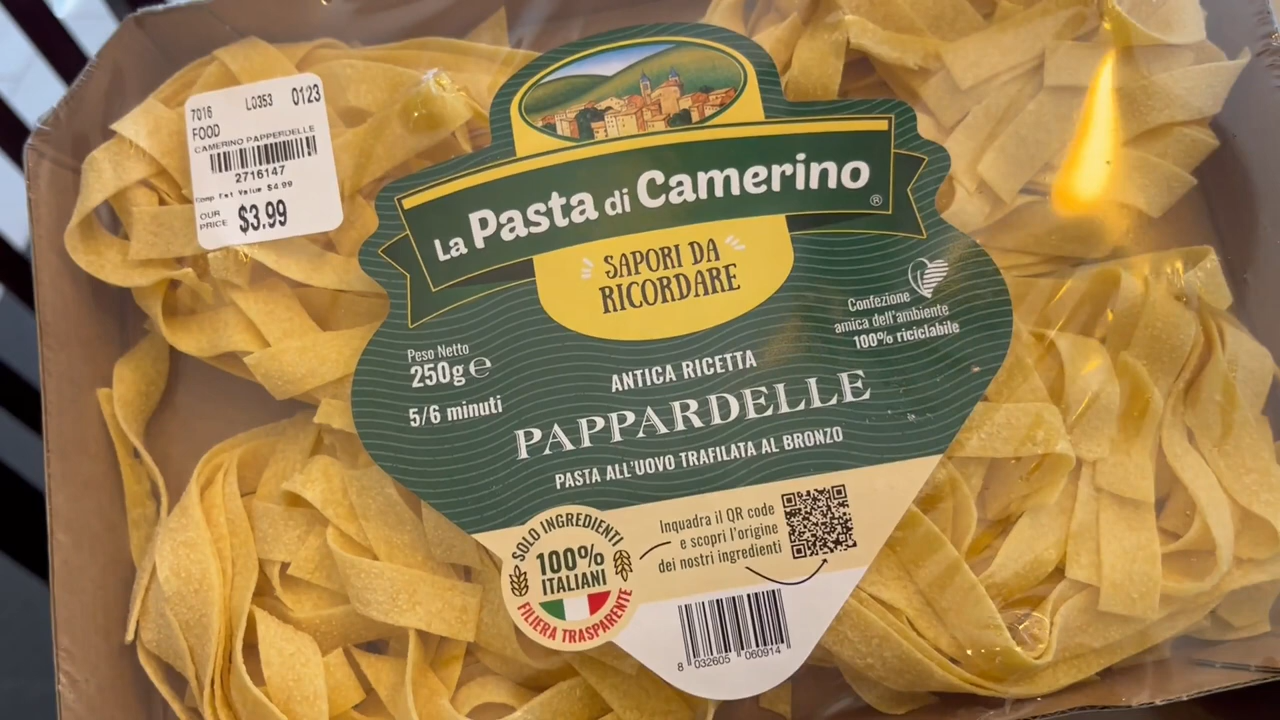 7016 L0353 0123
FOOD
CAMERINO PAPPERDELLE
2716147
Comp Est Value $4.99
OUR
PRICE $3.99
La Pasta di Camerino
®
SAPORI DA
RICORDARE
Confezione
amica dell'ambiente
100% riciclabile
Peso Netto
250g ℮
5/6 minuti
ANTICA RICETTA
PAPPARDELLE
PASTA ALL'UOVO TRAFILATA AL BRONZO
SOLO INGREDIENTI
100%
ITALIANI
FILIERA TRASPARENTE
Inquadra il QR code
e scopri l'origine
dei nostri ingredienti
8 032605 060914